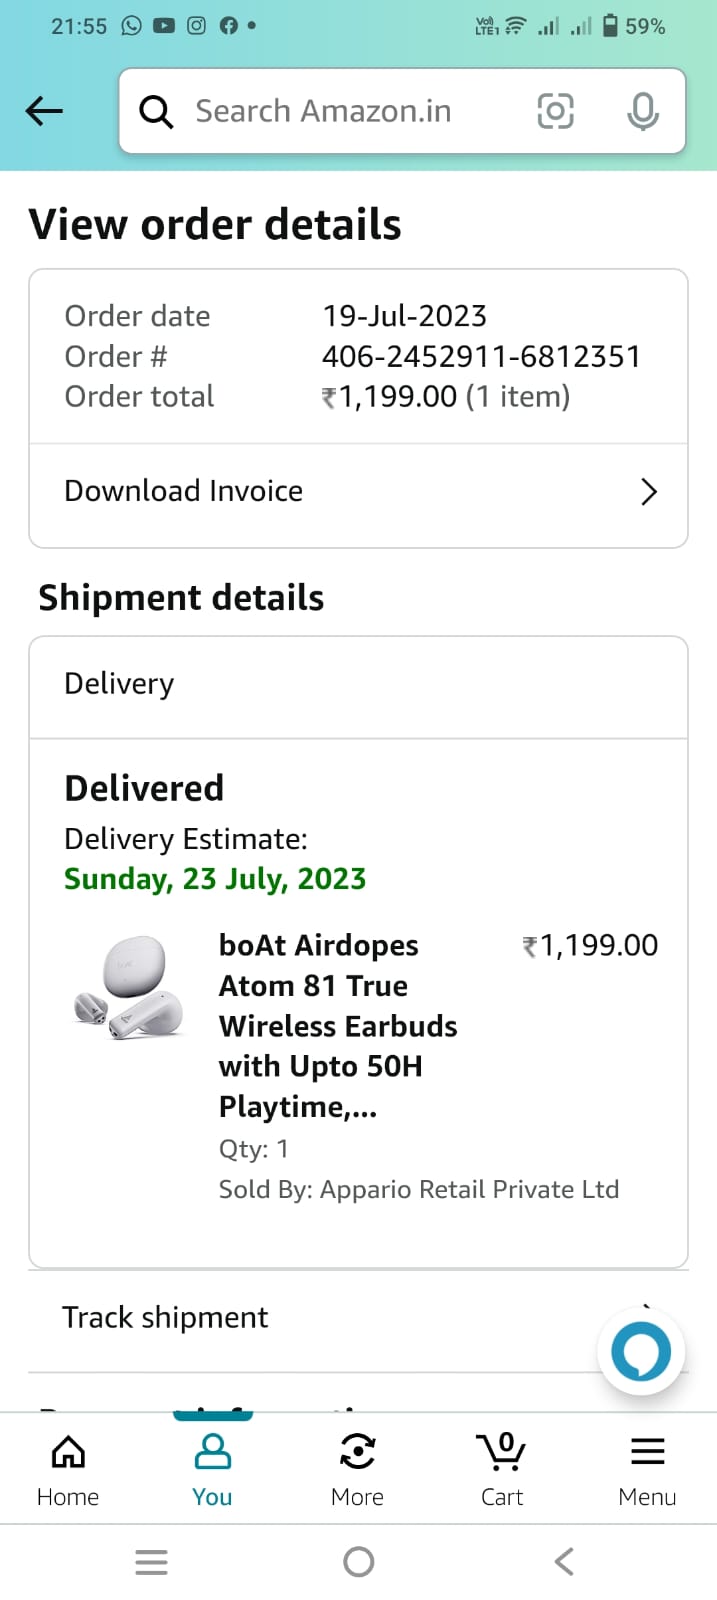 21:55
VoI) LTE1 59%
Search Amazon.in
View order details
Order date 19-Jul-2023
Order # 406-2452911-6812351
Order total ₹1,199.00 (1 item)
Download Invoice
Shipment details
Delivery
Delivered
Delivery Estimate:
Sunday, 23 July, 2023
boAt Airdopes ₹1,199.00
Atom 81 True
Wireless Earbuds
with Upto 50H
Playtime,...
Qty: 1
Sold By: Appario Retail Private Ltd
Track shipment
0
Home You More Cart Menu